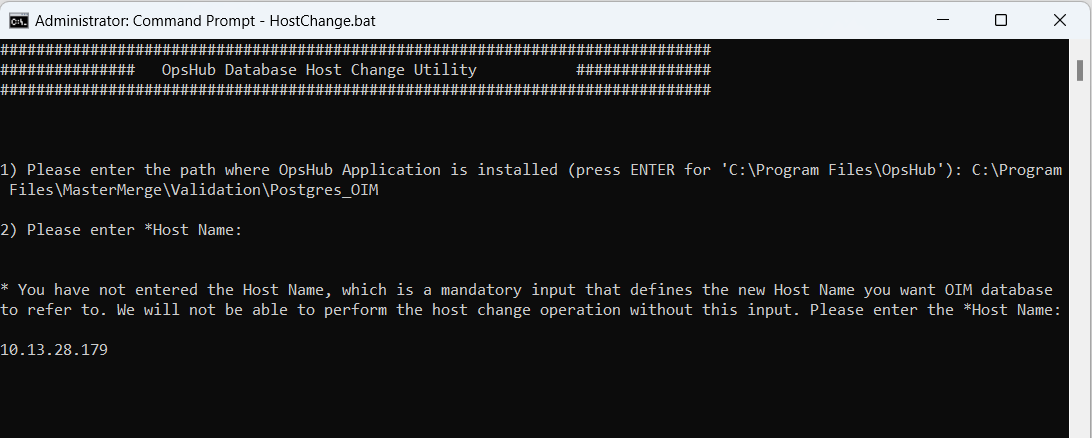 Administrator: Command Prompt - HostChange.bat
###############################################################################
###############   OpsHub Database Host Change Utility           ###############
###############################################################################
1) Please enter the path where OpsHub Application is installed (press ENTER for 'C:\Program Files\OpsHub'): C:\Program
 Files\MasterMerge\Validation\Postgres_OIM
2) Please enter *Host Name:
* You have not entered the Host Name, which is a mandatory input that defines the new Host Name you want OIM database
to refer to. We will not be able to perform the host change operation without this input. Please enter the *Host Name:
10.13.28.179